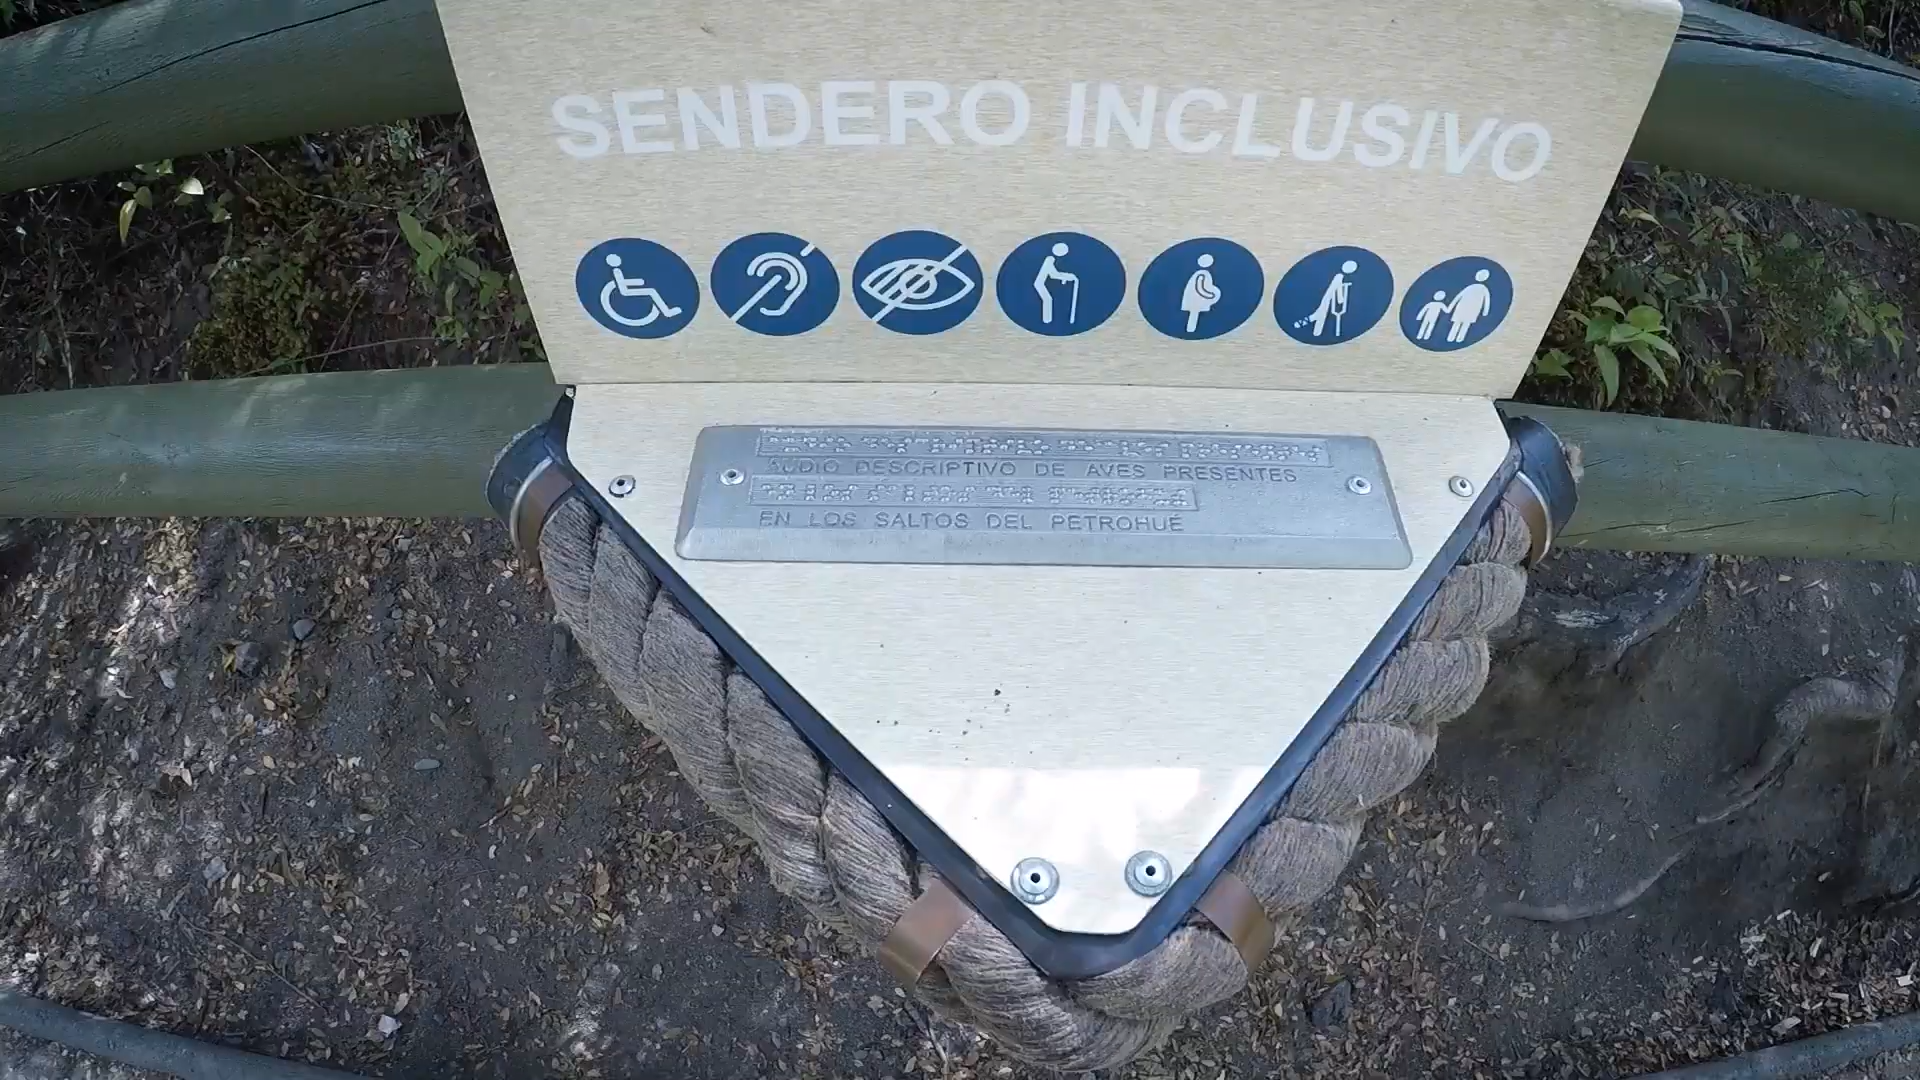 SENDERO INCLUSIVO
AUDIO DESCRIPTIVO DE AVES PRESENTES
EN LOS SALTOS DEL PETROHUÉ